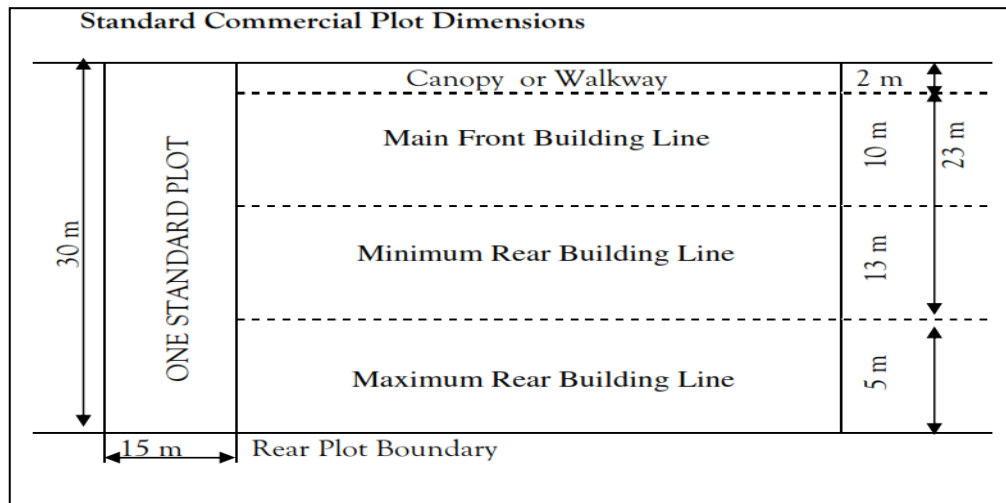 Standard Commercial Plot Dimensions
Canopy or Walkway
2 m
Main Front Building Line
10 m
23 m
30 m
ONE STANDARD PLOT
Minimum Rear Building Line
13 m
Maximum Rear Building Line
5 m
15 m
Rear Plot Boundary